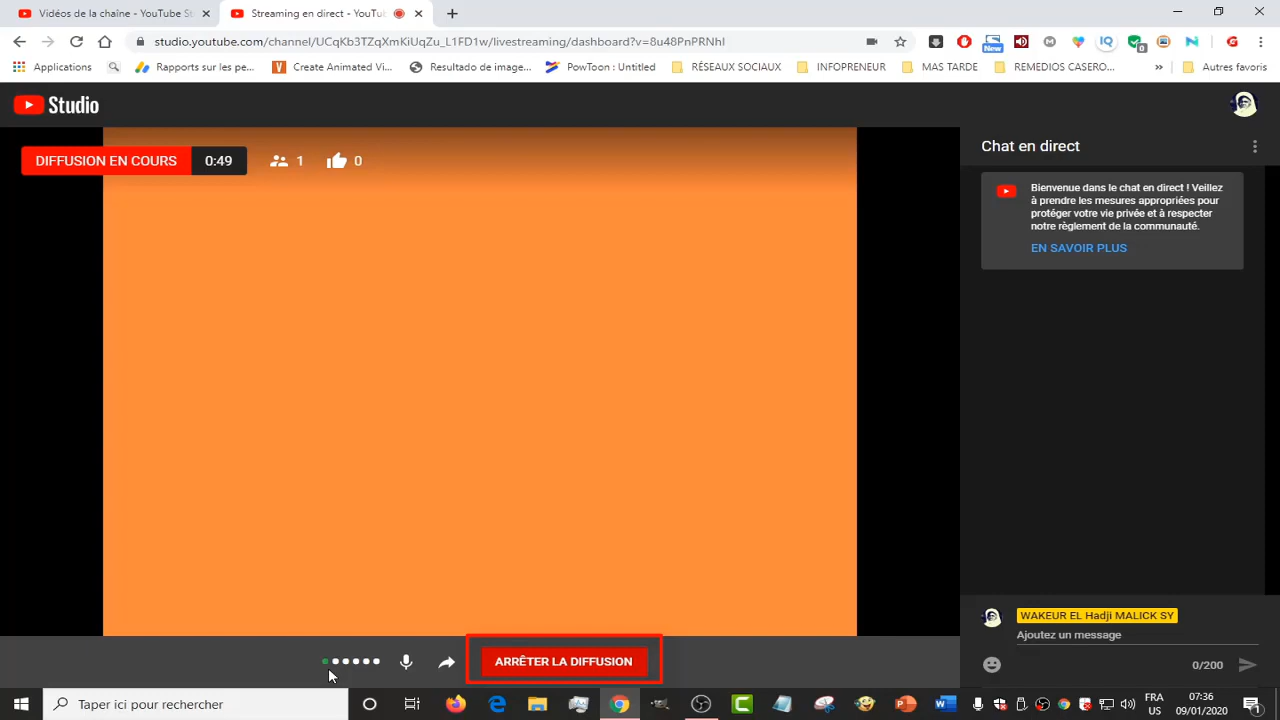 Vidéos de la chaîne - YouTube St
Streaming en direct - YouTu
studio.youtube.com/channel/UCqKb3TZqXmKiUqZu_L1FD1w/livestreaming/dashboard?v=8u48PnPRNhI
New
0
IQ
Applications
Rapports sur les pe...
Create Animated Vi...
Resultado de image...
PowToon : Untitled
RÉSEAUX SOCIAUX
INFOPRENEUR
MAS TARDE
REMEDIOS CASERO...
»
Autres favoris
Studio
DIFFUSION EN COURS 0:49 1 0
Chat en direct
Bienvenue dans le chat en direct ! Veillez
à prendre les mesures appropriées pour
protéger votre vie privée et à respecter
notre règlement de la communauté.
EN SAVOIR PLUS
WAKEUR EL Hadji MALICK SY
Ajoutez un message
0/200
ARRÊTER LA DIFFUSION
Taper ici pour rechercher
FRA
US
07:36
09/01/2020
1